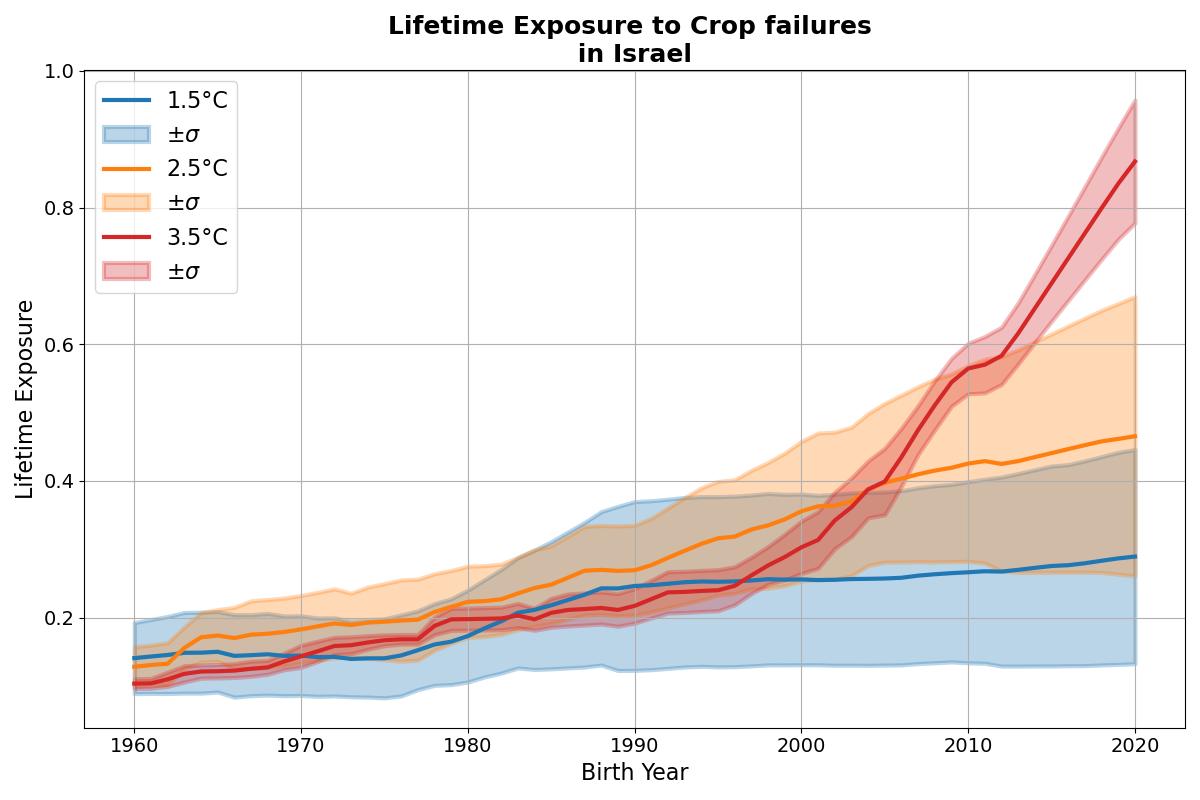 Lifetime Exposure to Crop failures
in Israel
1.0
0.8
0.6
0.4
0.2
Lifetime Exposure
1.5°C
±σ
2.5°C
±σ
3.5°C
±σ
1960 1970 1980 1990 2000 2010 2020
Birth Year